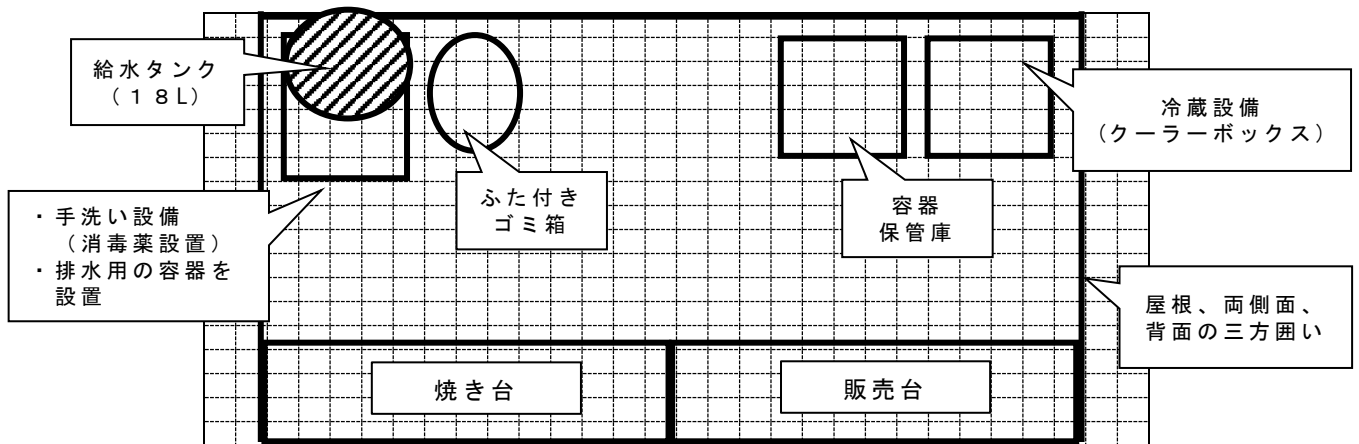 給水タンク
（１８L）
冷蔵設備
（クーラーボックス）
ふた付き
ゴミ箱
容器
保管庫
・手洗い設備
（消毒薬設置）
・排水用の容器を
設置
屋根、両側面、
背面の三方囲い
焼き台
販売台